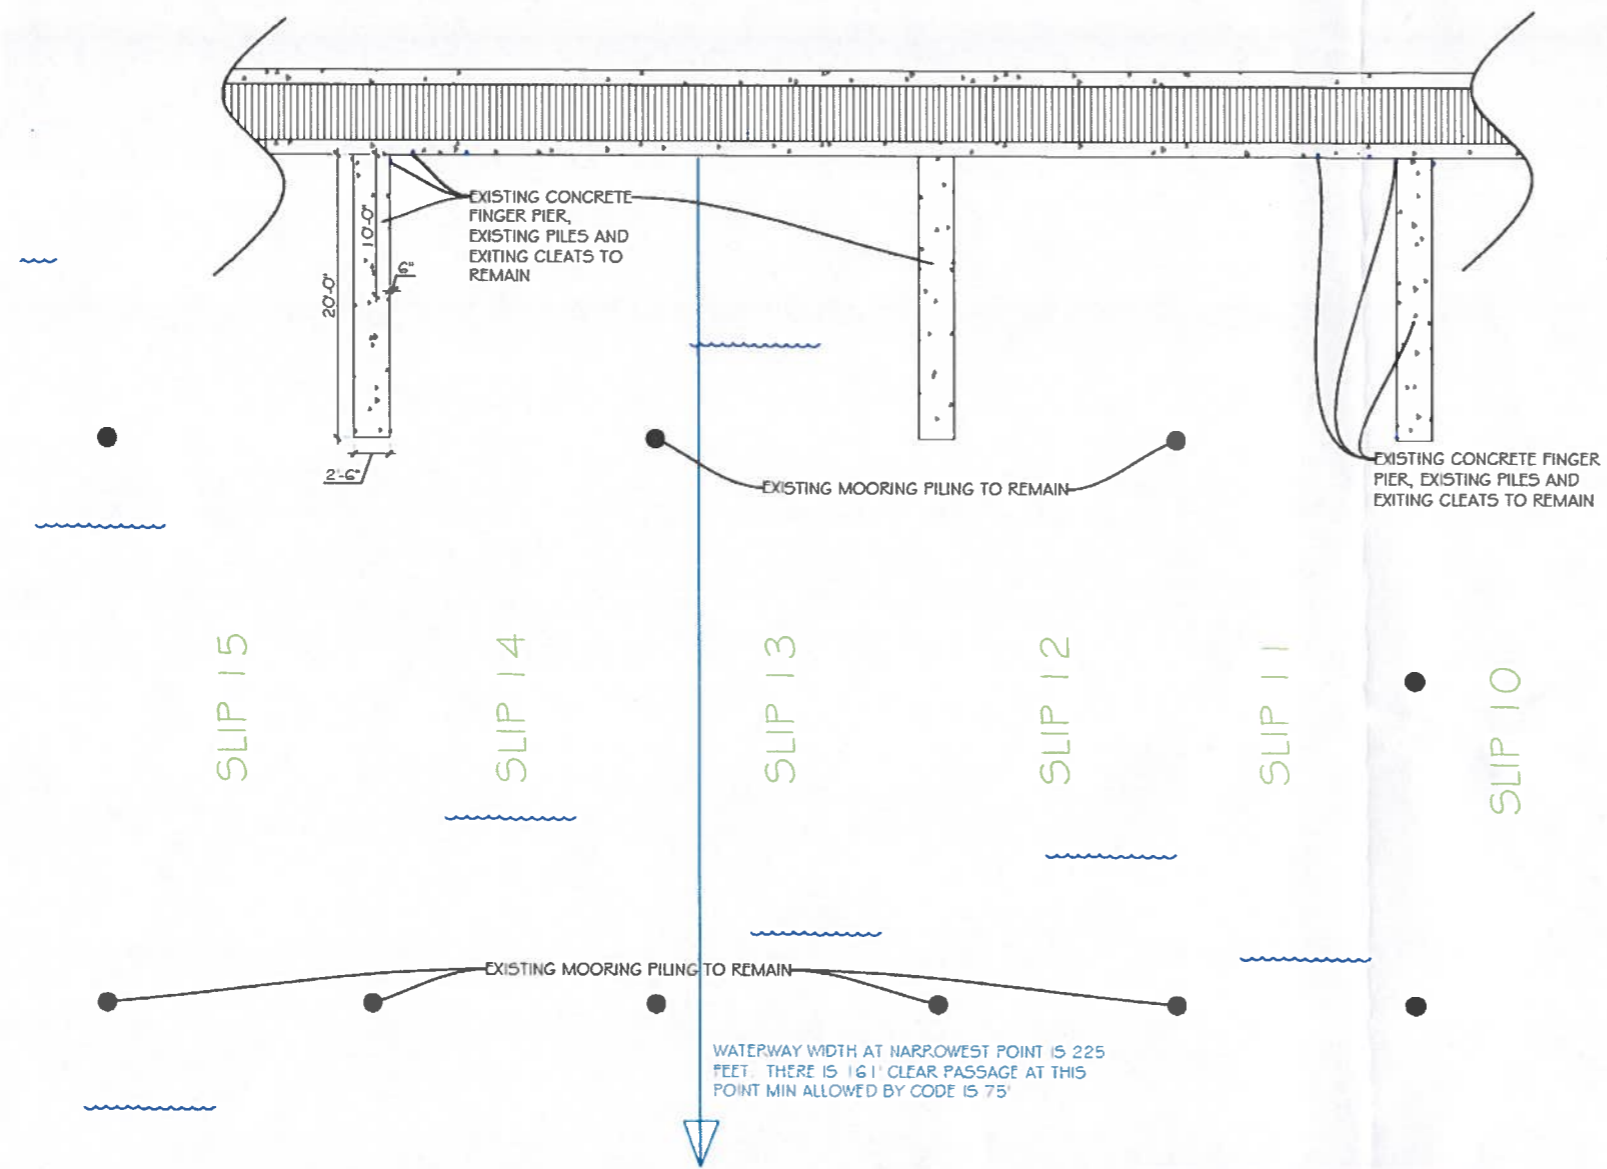 EXISTING CONCRETE
FINGER PIER,
EXISTING PILES AND
EXITING CLEATS TO
REMAIN
10'-0"
6"
20'-0"
2'-6"
EXISTING MOORING PILING TO REMAIN
EXISTING CONCRETE FINGER
PIER, EXISTING PILES AND
EXITING CLEATS TO REMAIN
SLIP 15
SLIP 14
SLIP 13
SLIP 12
SLIP 11
SLIP 10
EXISTING MOORING PILING TO REMAIN
WATERWAY WIDTH AT NARROWEST POINT IS 225
FEET. THERE IS 161' CLEAR PASSAGE AT THIS
POINT MIN ALLOWED BY CODE IS 75'